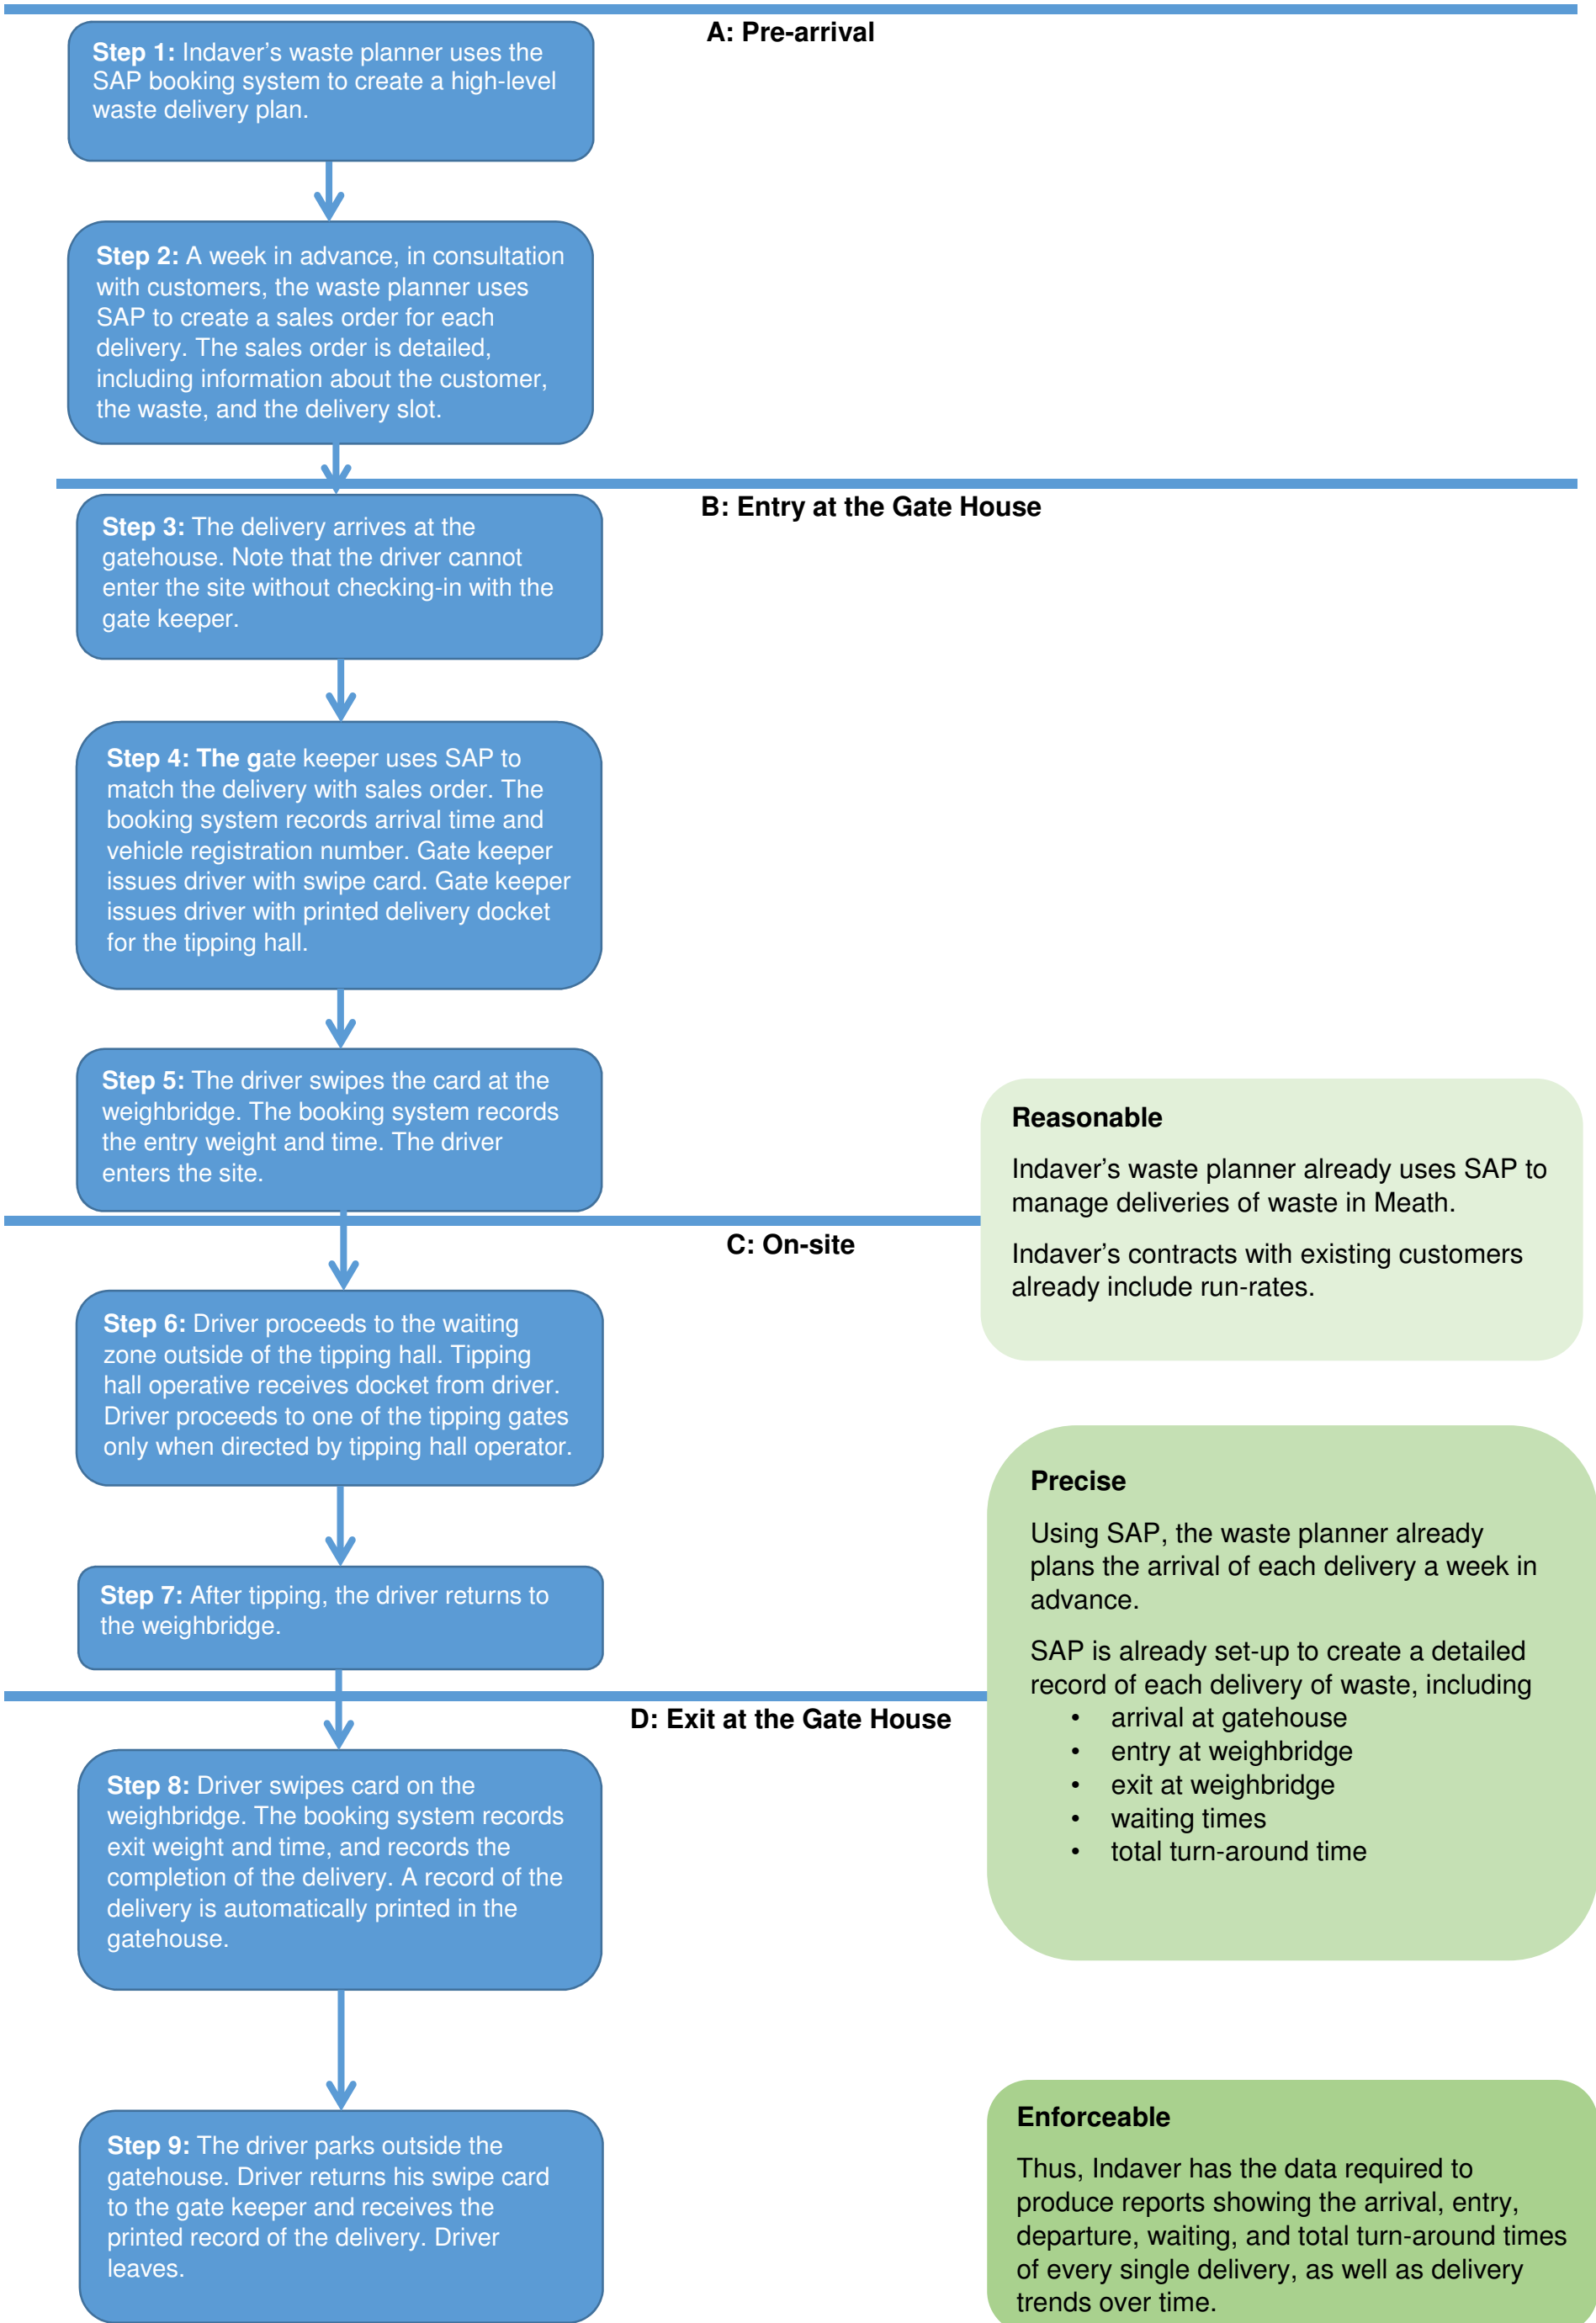 A: Pre-arrival
Step 1: Indaver’s waste planner uses the
SAP booking system to create a high-level
waste delivery plan.
Step 2: A week in advance, in consultation
with customers, the waste planner uses
SAP to create a sales order for each
delivery. The sales order is detailed,
including information about the customer,
the waste, and the delivery slot.
B: Entry at the Gate House
Step 3: The delivery arrives at the
gatehouse. Note that the driver cannot
enter the site without checking-in with the
gate keeper.
Step 4: The gate keeper uses SAP to
match the delivery with sales order. The
booking system records arrival time and
vehicle registration number. Gate keeper
issues driver with swipe card. Gate keeper
issues driver with printed delivery docket
for the tipping hall.
Step 5: The driver swipes the card at the
weighbridge. The booking system records
the entry weight and time. The driver
enters the site.
C: On-site
Step 6: Driver proceeds to the waiting
zone outside of the tipping hall. Tipping
hall operative receives docket from driver.
Driver proceeds to one of the tipping gates
only when directed by tipping hall operator.
Step 7: After tipping, the driver returns to
the weighbridge.
D: Exit at the Gate House
Step 8: Driver swipes card on the
weighbridge. The booking system records
exit weight and time, and records the
completion of the delivery. A record of the
delivery is automatically printed in the
gatehouse.
Step 9: The driver parks outside the
gatehouse. Driver returns his swipe card
to the gate keeper and receives the
printed record of the delivery. Driver
leaves.
Reasonable
Indaver’s waste planner already uses SAP to
manage deliveries of waste in Meath.
Indaver’s contracts with existing customers
already include run-rates.
Precise
Using SAP, the waste planner already
plans the arrival of each delivery a week in
advance.
SAP is already set-up to create a detailed
record of each delivery of waste, including
• arrival at gatehouse
• entry at weighbridge
• exit at weighbridge
• waiting times
• total turn-around time
Enforceable
Thus, Indaver has the data required to
produce reports showing the arrival, entry,
departure, waiting, and total turn-around times
of every single delivery, as well as delivery
trends over time.